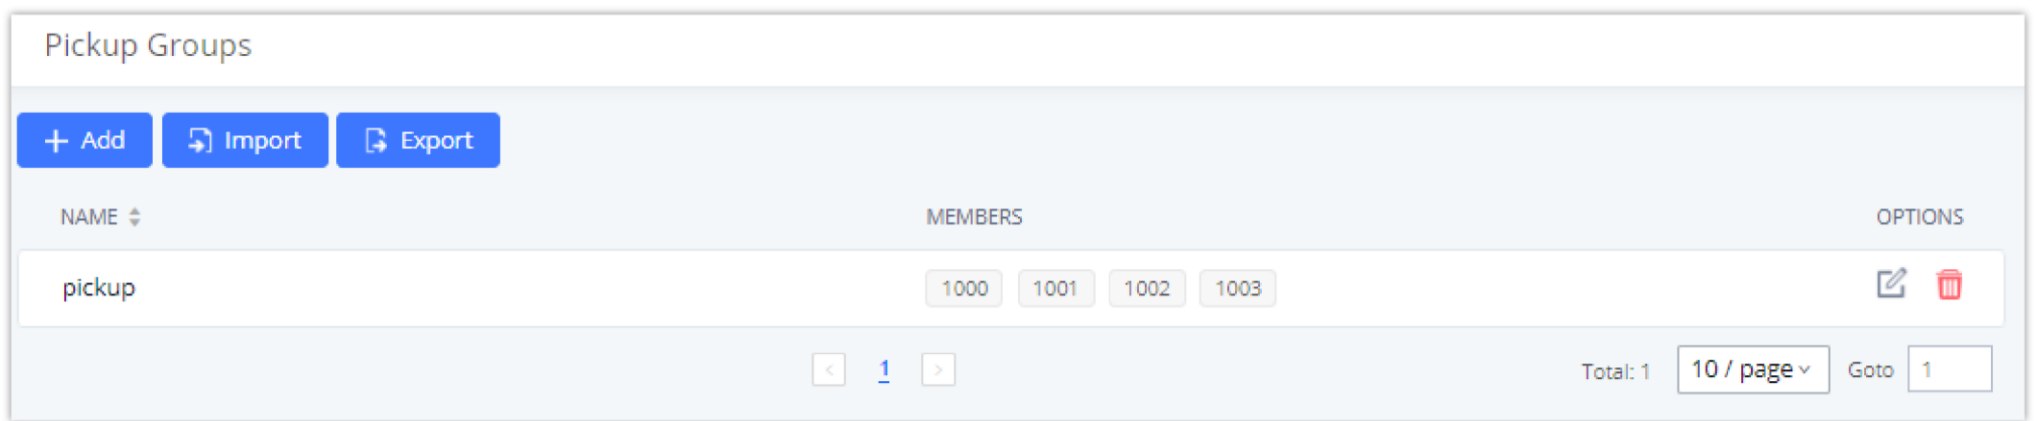 Pickup Groups
Add Import Export
NAME MEMBERS OPTIONS
pickup 1000 1001 1002 1003
< 1 > Total: 1 10 / page Goto 1